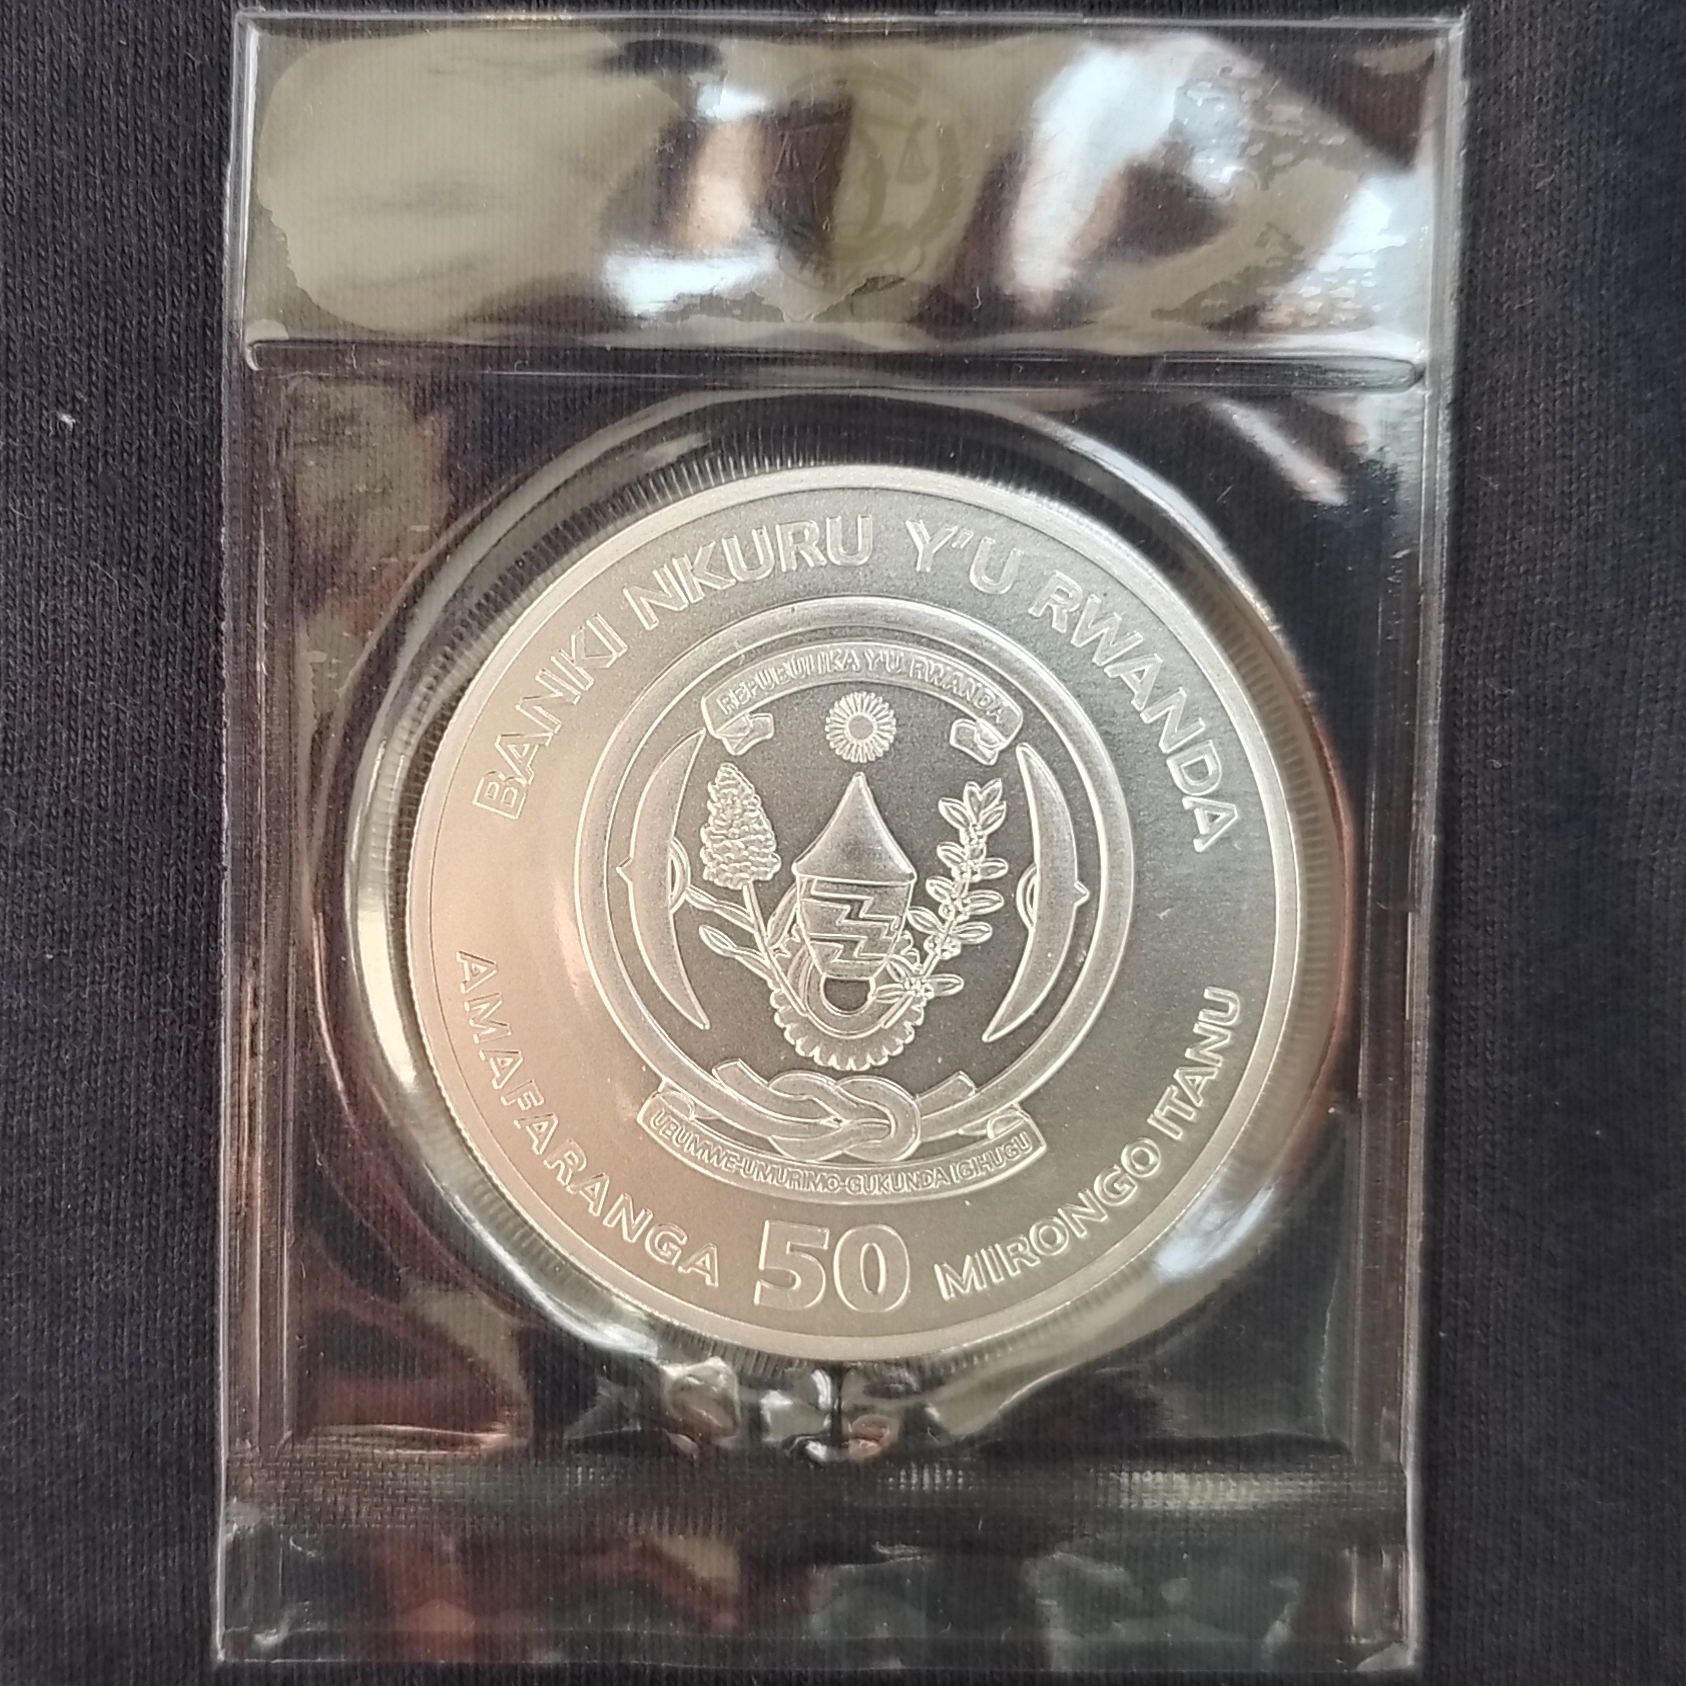 BANKI NKURU Y'U RWANDA
REPUBULIKA Y'U RWANDA
UBUMWE-UMURIMO-GUKUNDA IGIHUGU
AMAFARANGA 50 MIRONGO ITANU